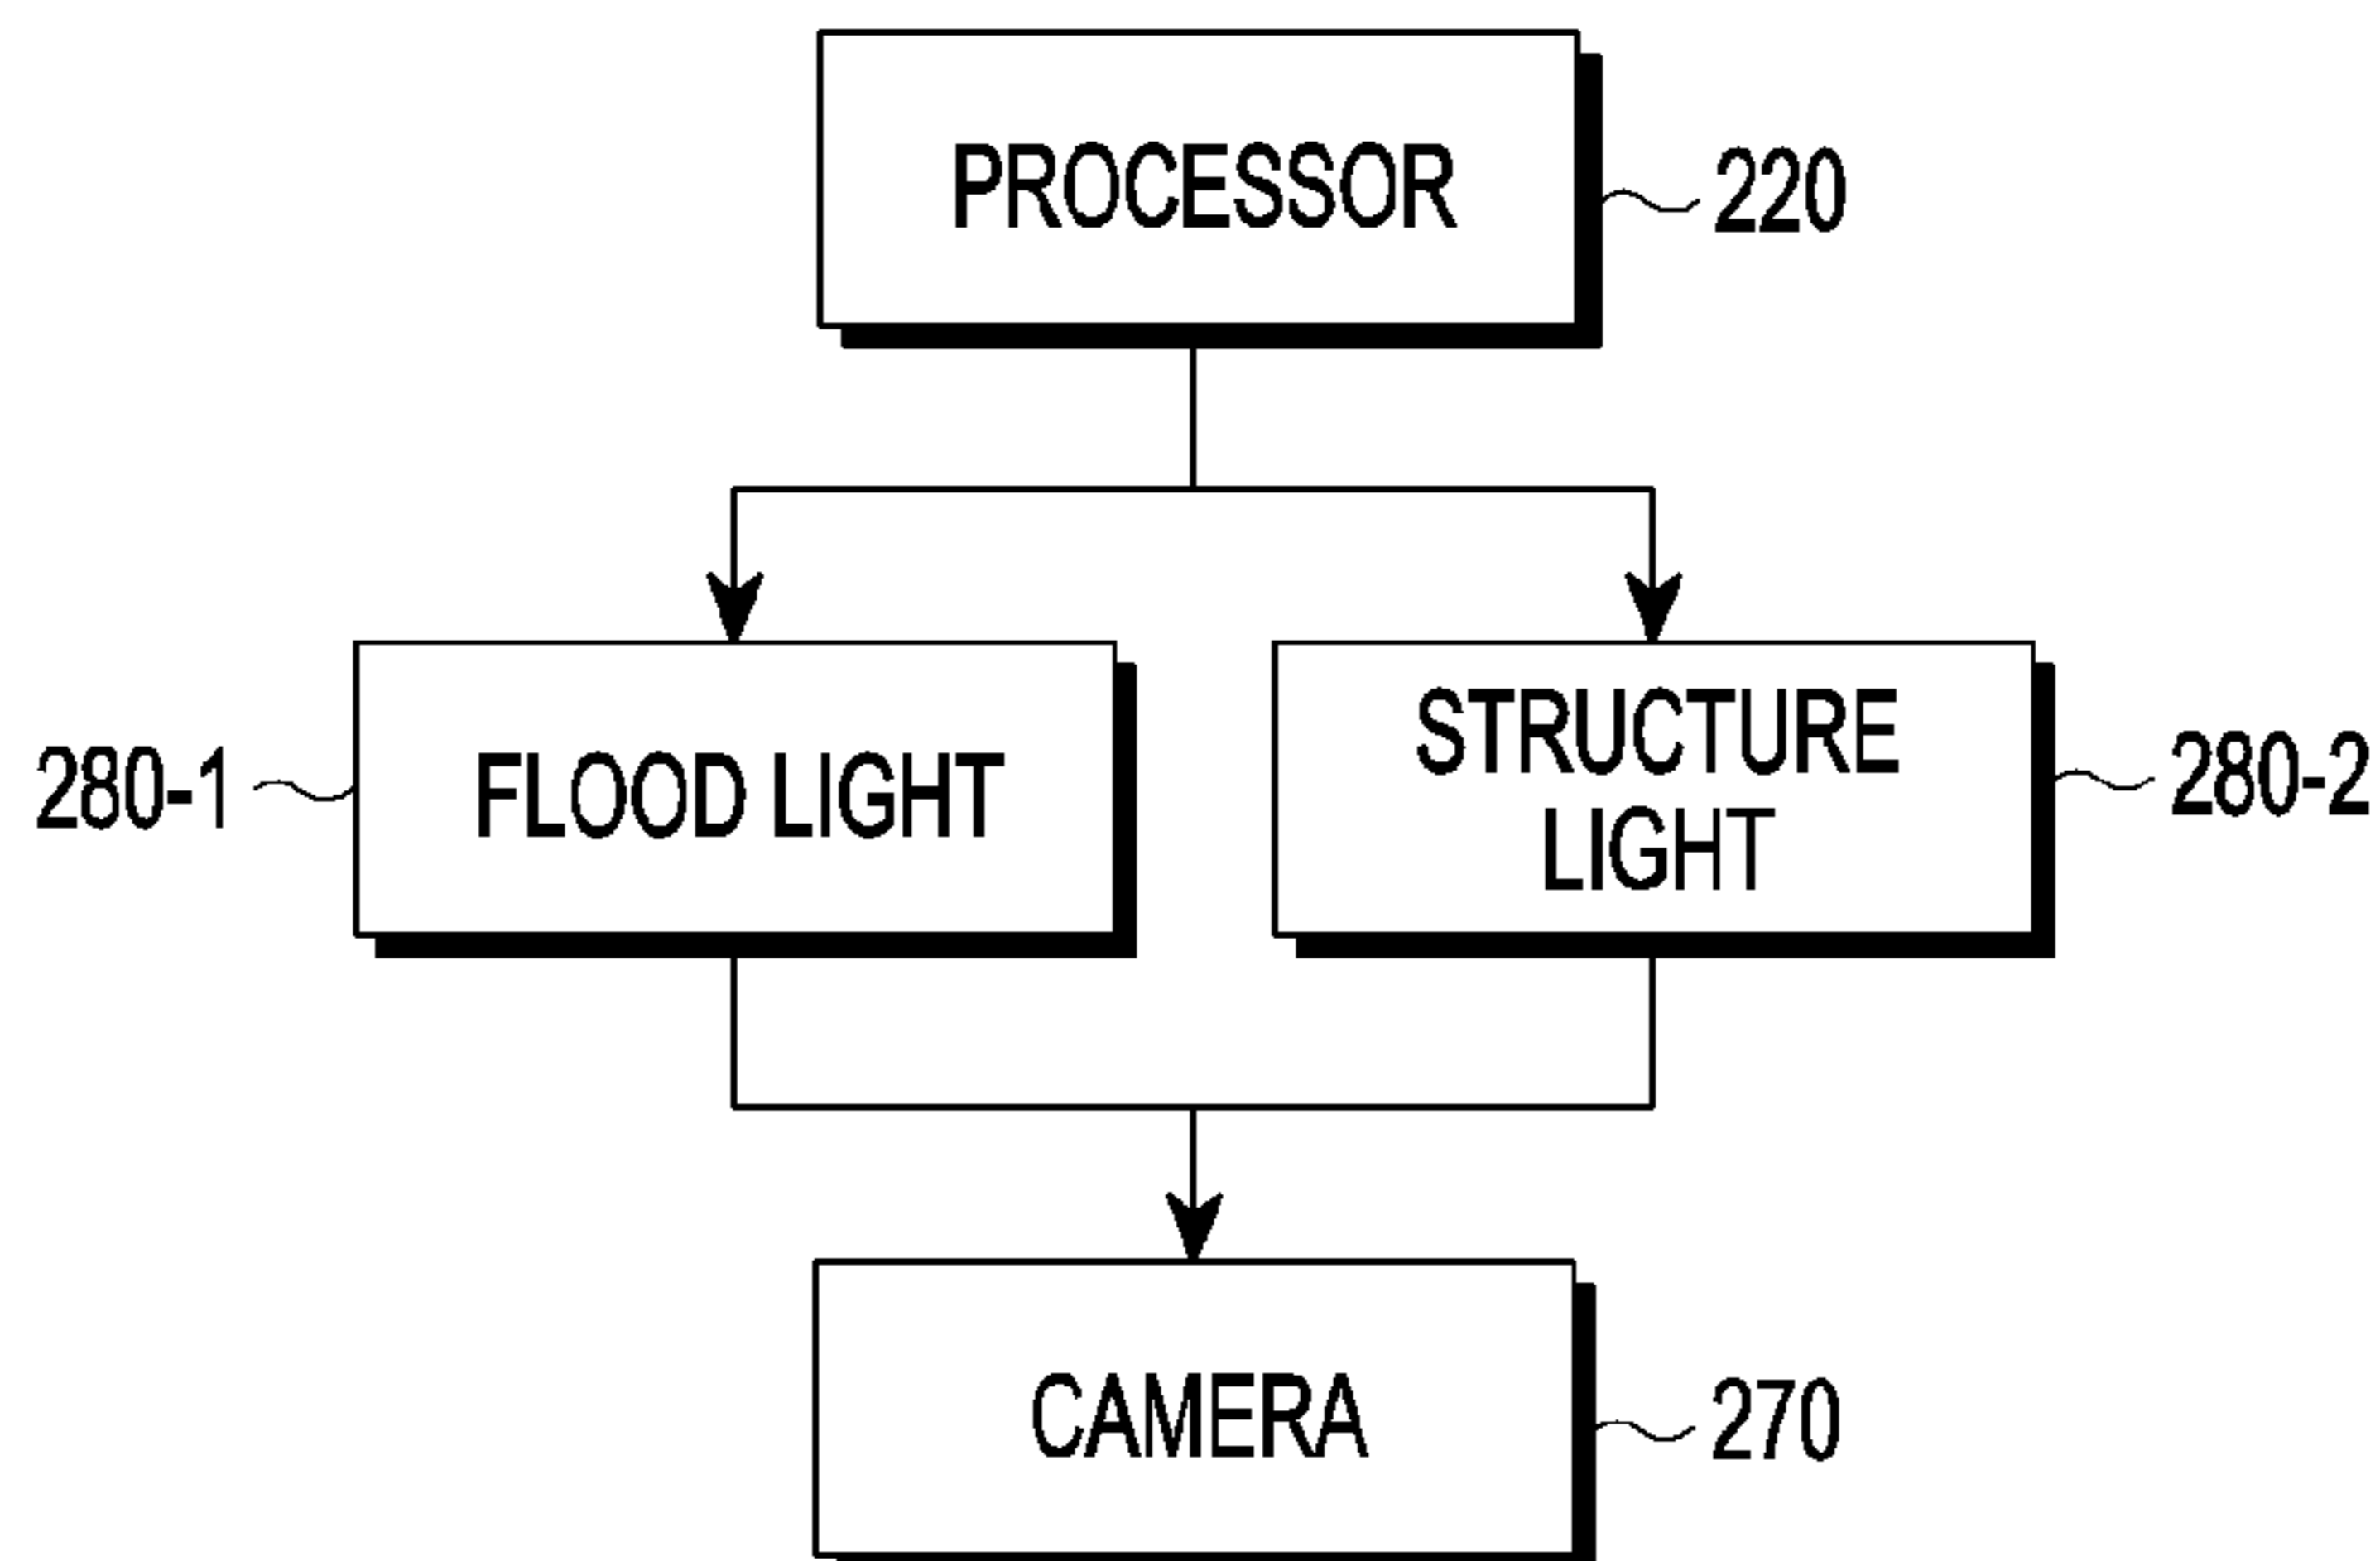 PROCESSOR
220
280-1
FLOOD LIGHT
STRUCTURE
LIGHT
280-2
CAMERA
270